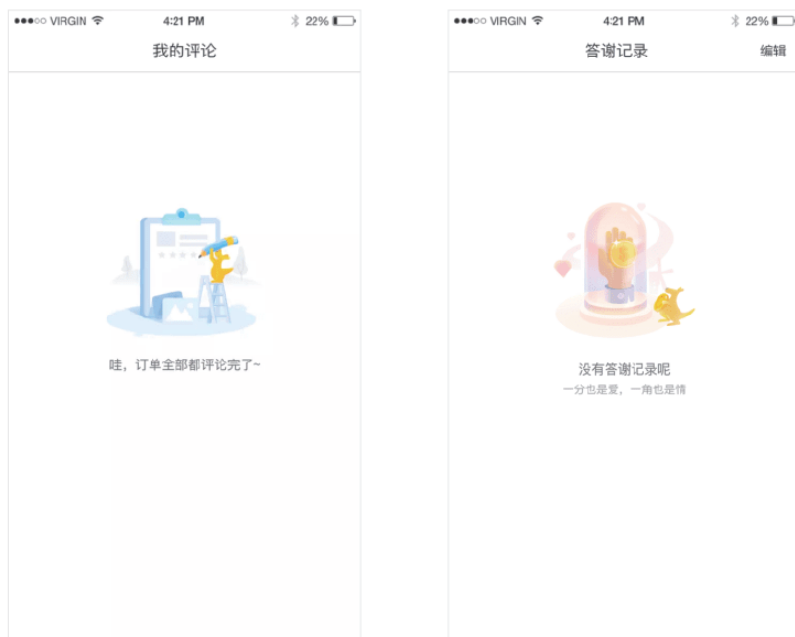 VIRGIN 4:21 PM 22%
我的评论
哇，订单全部都评论完了~
VIRGIN 4:21 PM 22%
答谢记录 编辑
没有答谢记录呢
一分也是爱，一角也是情